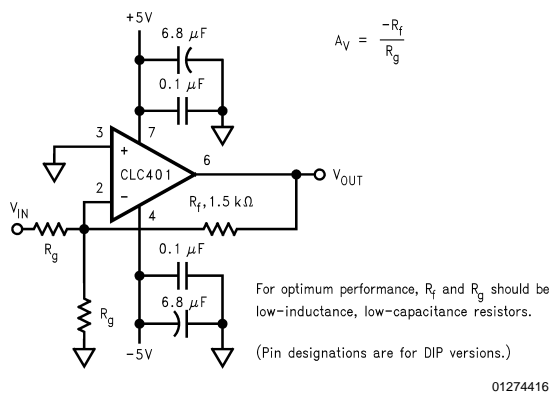 +5V
6.8 μF
A_V = -R_f / R_g
0.1 μF
3
7
+
CLC401
6
V_OUT
2
-
R_f, 1.5 kΩ
V_IN
4
R_g
0.1 μF
For optimum performance, R_f and R_g should be
low-inductance, low-capacitance resistors.
6.8 μF
R_g
-5V
(Pin designations are for DIP versions.)
01274416